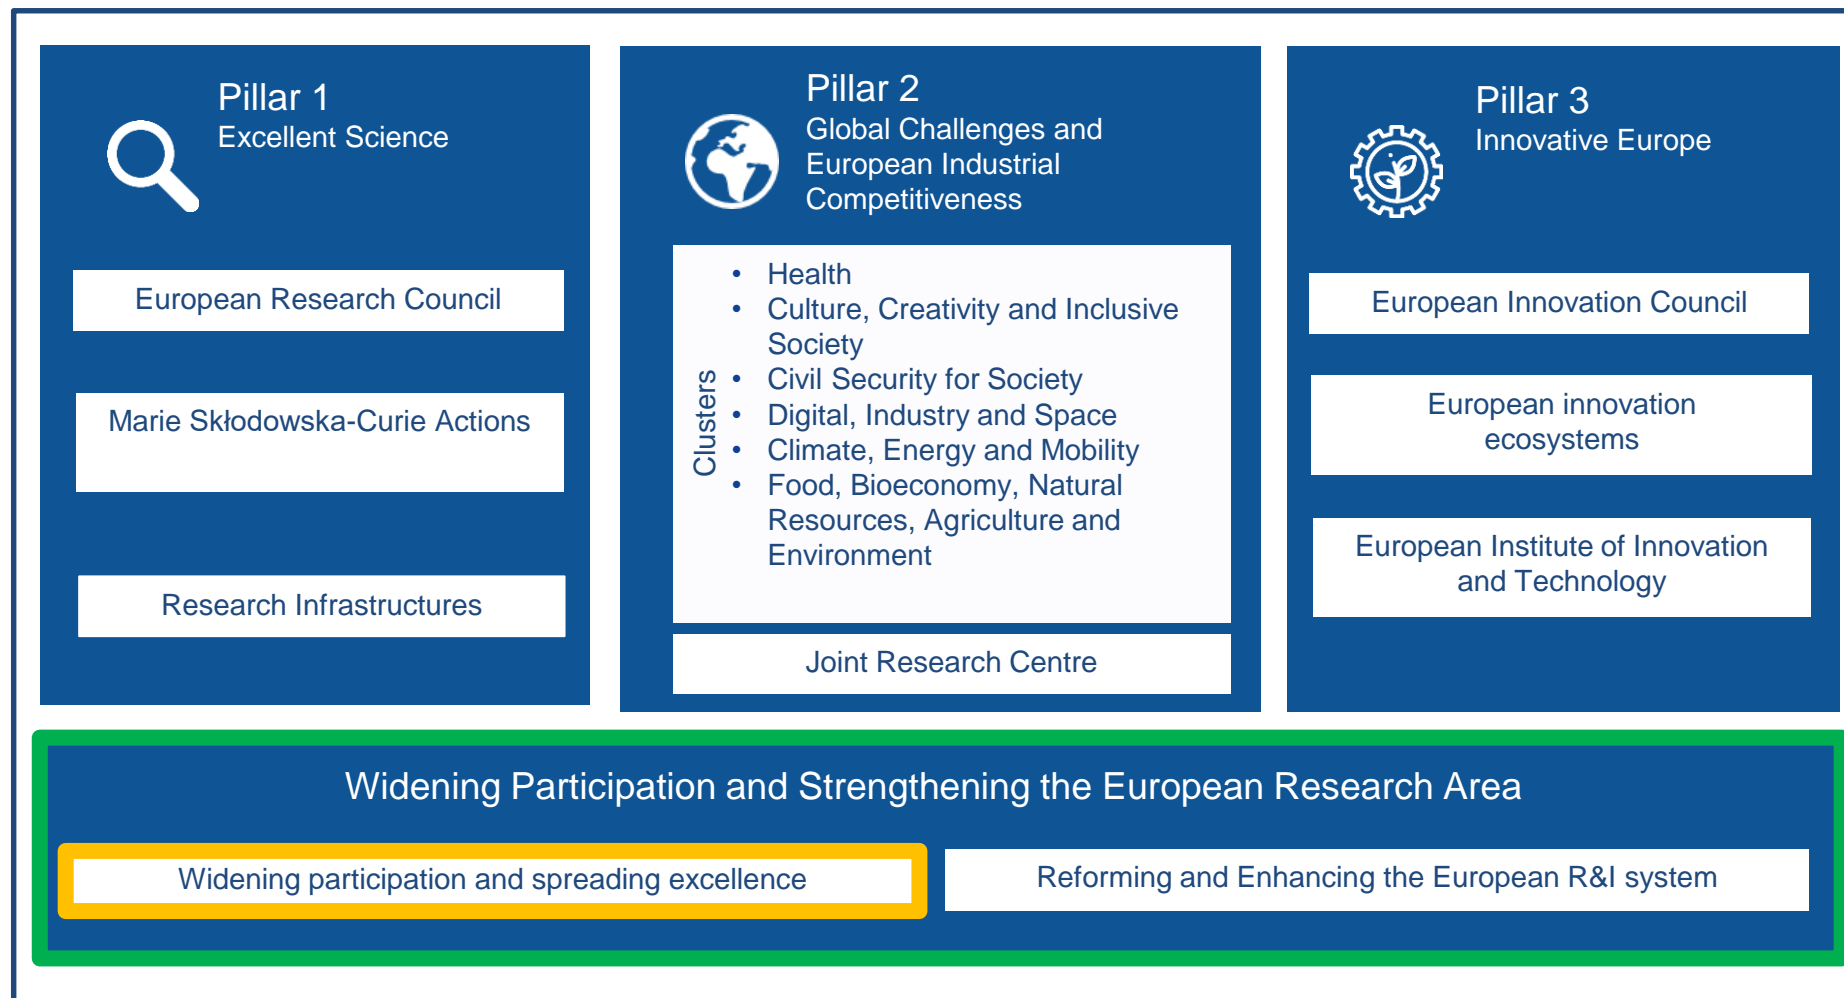 Pillar 1
Excellent Science
European Research Council
Marie Skłodowska-Curie Actions
Research Infrastructures
Pillar 2
Global Challenges and
European Industrial
Competitiveness
Clusters
• Health
• Culture, Creativity and Inclusive
Society
• Civil Security for Society
• Digital, Industry and Space
• Climate, Energy and Mobility
• Food, Bioeconomy, Natural
Resources, Agriculture and
Environment
Joint Research Centre
Pillar 3
Innovative Europe
European Innovation Council
European innovation
ecosystems
European Institute of Innovation
and Technology
Widening Participation and Strengthening the European Research Area
Widening participation and spreading excellence
Reforming and Enhancing the European R&I system